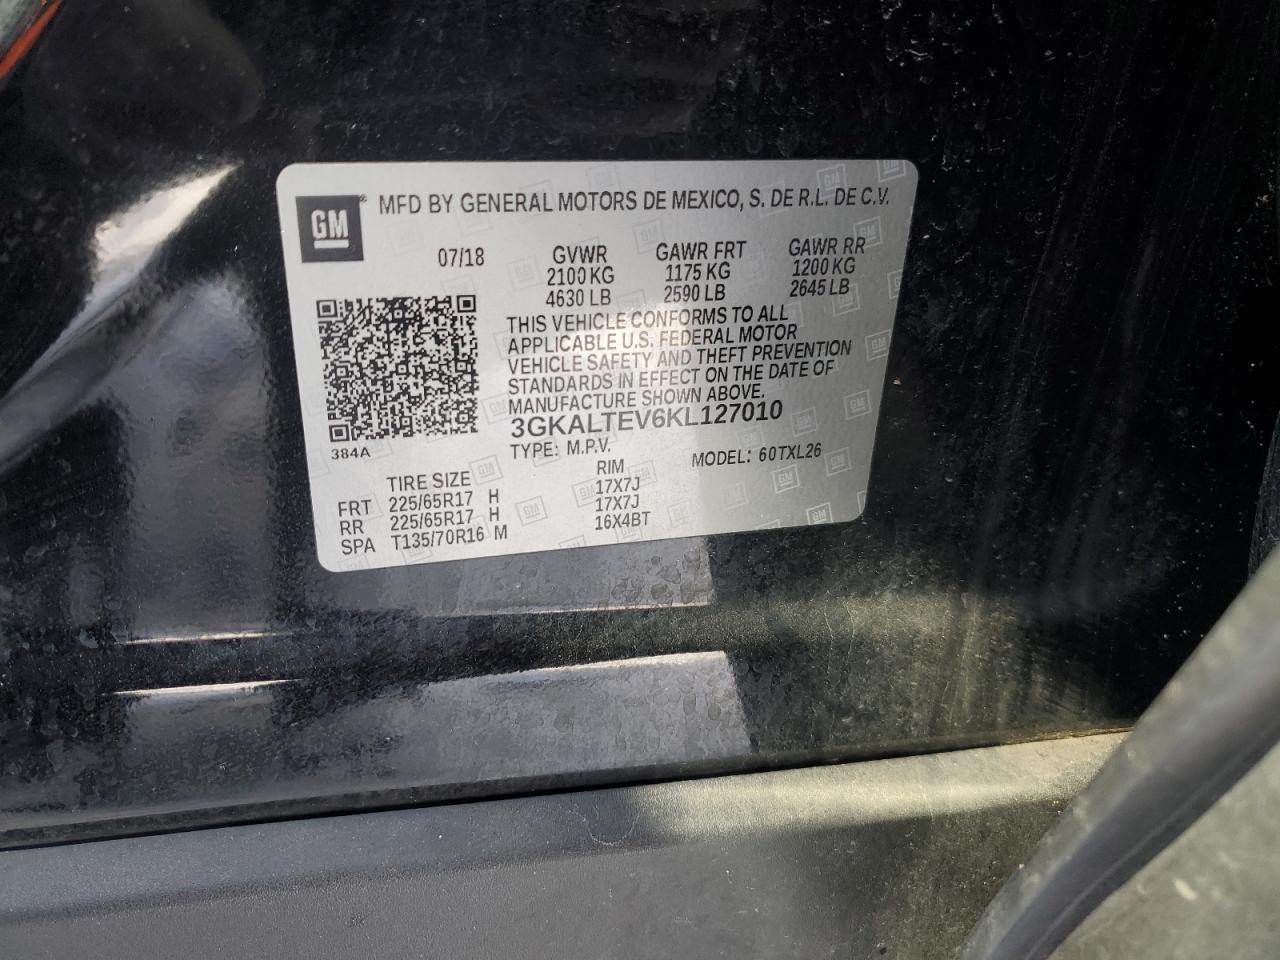 GM MFD BY GENERAL MOTORS DE MEXICO, S. DE R.L. DE C.V.
07/18 GVWR GAWR FRT GAWR RR
2100 KG 1175 KG 1200 KG
4630 LB 2590 LB 2645 LB
THIS VEHICLE CONFORMS TO ALL
APPLICABLE U.S. FEDERAL MOTOR
VEHICLE SAFETY AND THEFT PREVENTION
STANDARDS IN EFFECT ON THE DATE OF
MANUFACTURE SHOWN ABOVE.
3GKALTEV6KL127010
384A TYPE: M.P.V. MODEL: 60TXL26
TIRE SIZE RIM
FRT 225/65R17 H 17X7J
RR 225/65R17 H 17X7J
SPA T135/70R16 M 16X4BT